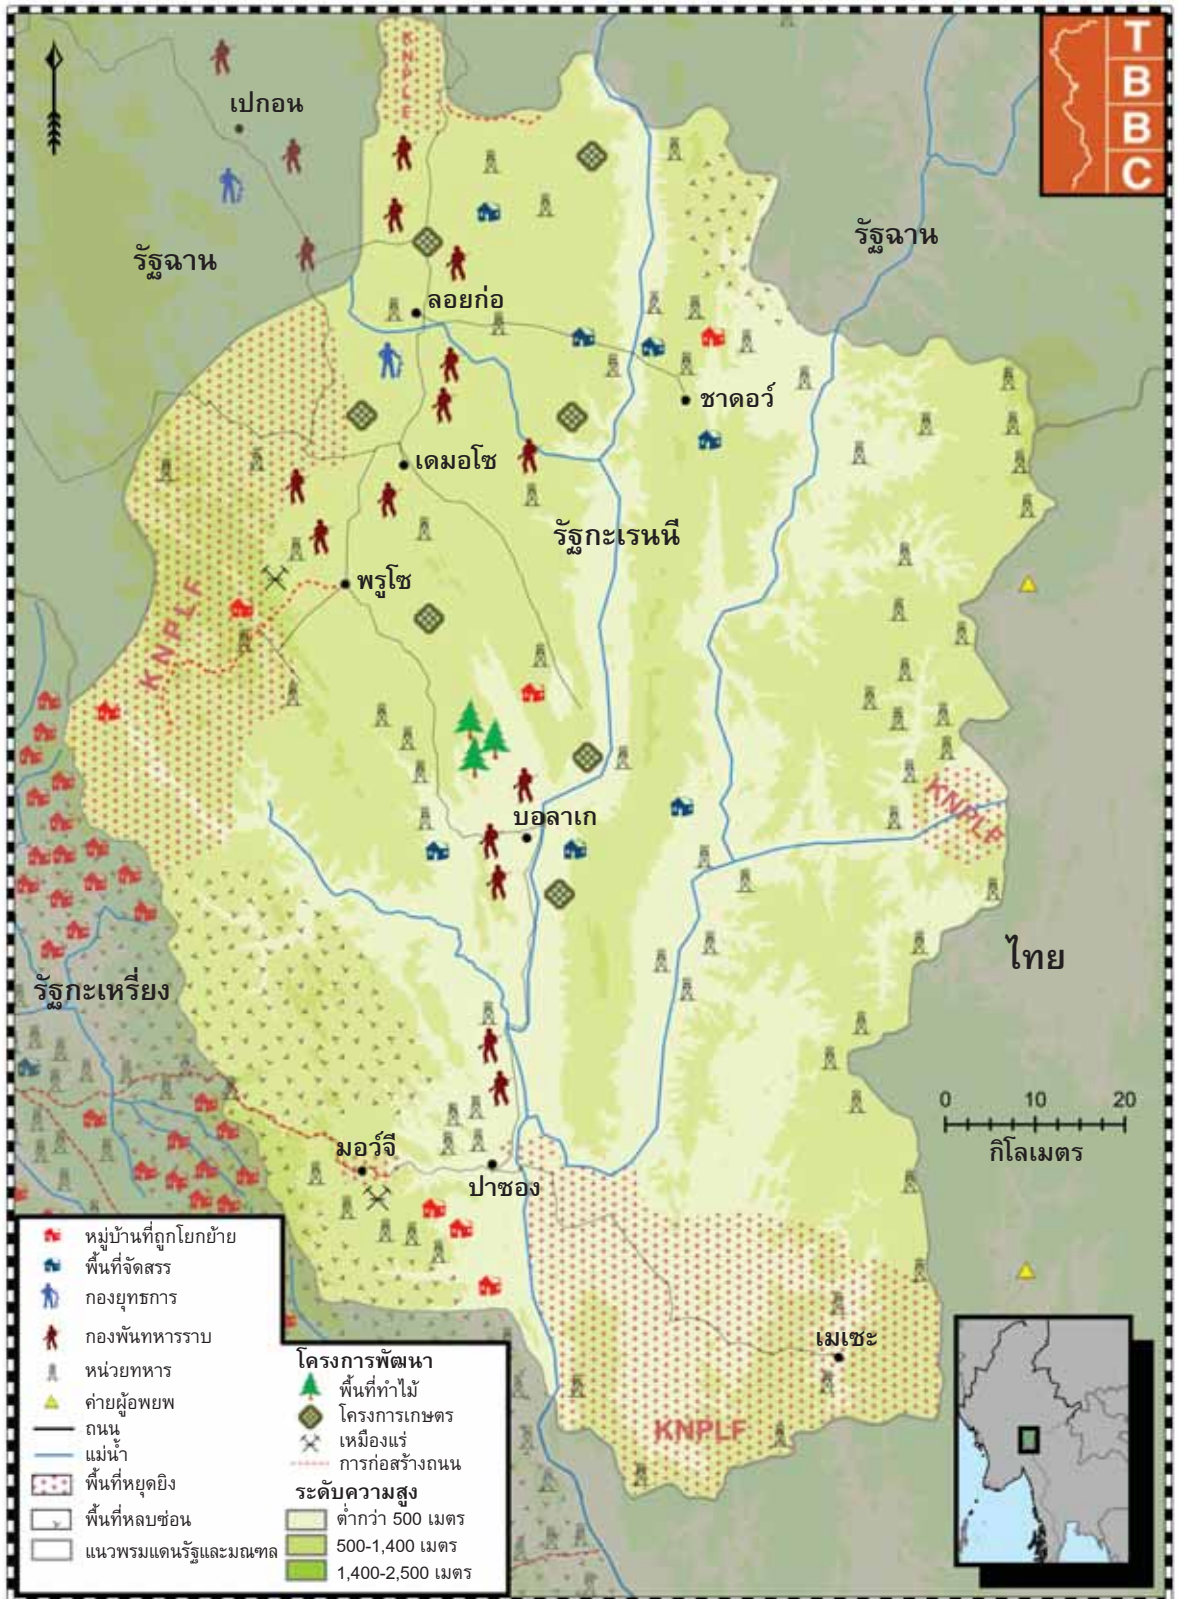 T
B
B
C
KNPLF
เปกอน
รัฐฉาน
รัฐฉาน
ลอยก่อ
ชาดอว์
เดมอโซ
รัฐกะเรนนี
พรูโซ
KNPLF
KNPLF
บอลาเก
ไทย
รัฐกะเหรี่ยง
0 10 20
กิโลเมตร
มอว์จี
ปาซอง
เมเซะ
KNPLF
หมู่บ้านที่ถูกโยกย้าย
พื้นที่จัดสรร
กองยุทธการ
กองพันทหารราบ
หน่วยทหาร
ค่ายผู้อพยพ
ถนน
แม่น้ำ
พื้นที่หยุดยิง
พื้นที่หลบซ่อน
แนวพรมแดนรัฐและมณฑล
โครงการพัฒนา
พื้นที่ทำไม้
โครงการเกษตร
เหมืองแร่
การก่อสร้างถนน
ระดับความสูง
ต่ำกว่า 500 เมตร
500-1,400 เมตร
1,400-2,500 เมตร